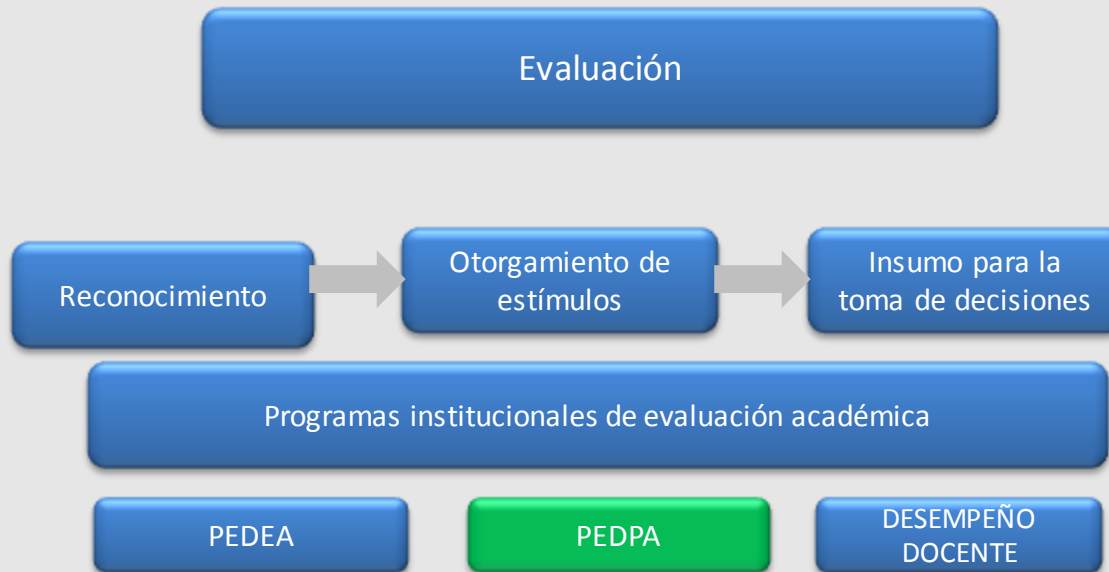 Evaluación
Reconocimiento
Otorgamiento de
estímulos
Insumo para la
toma de decisiones
Programas institucionales de evaluación académica
PEDEA
PEDPA
DESEMPEÑO
DOCENTE